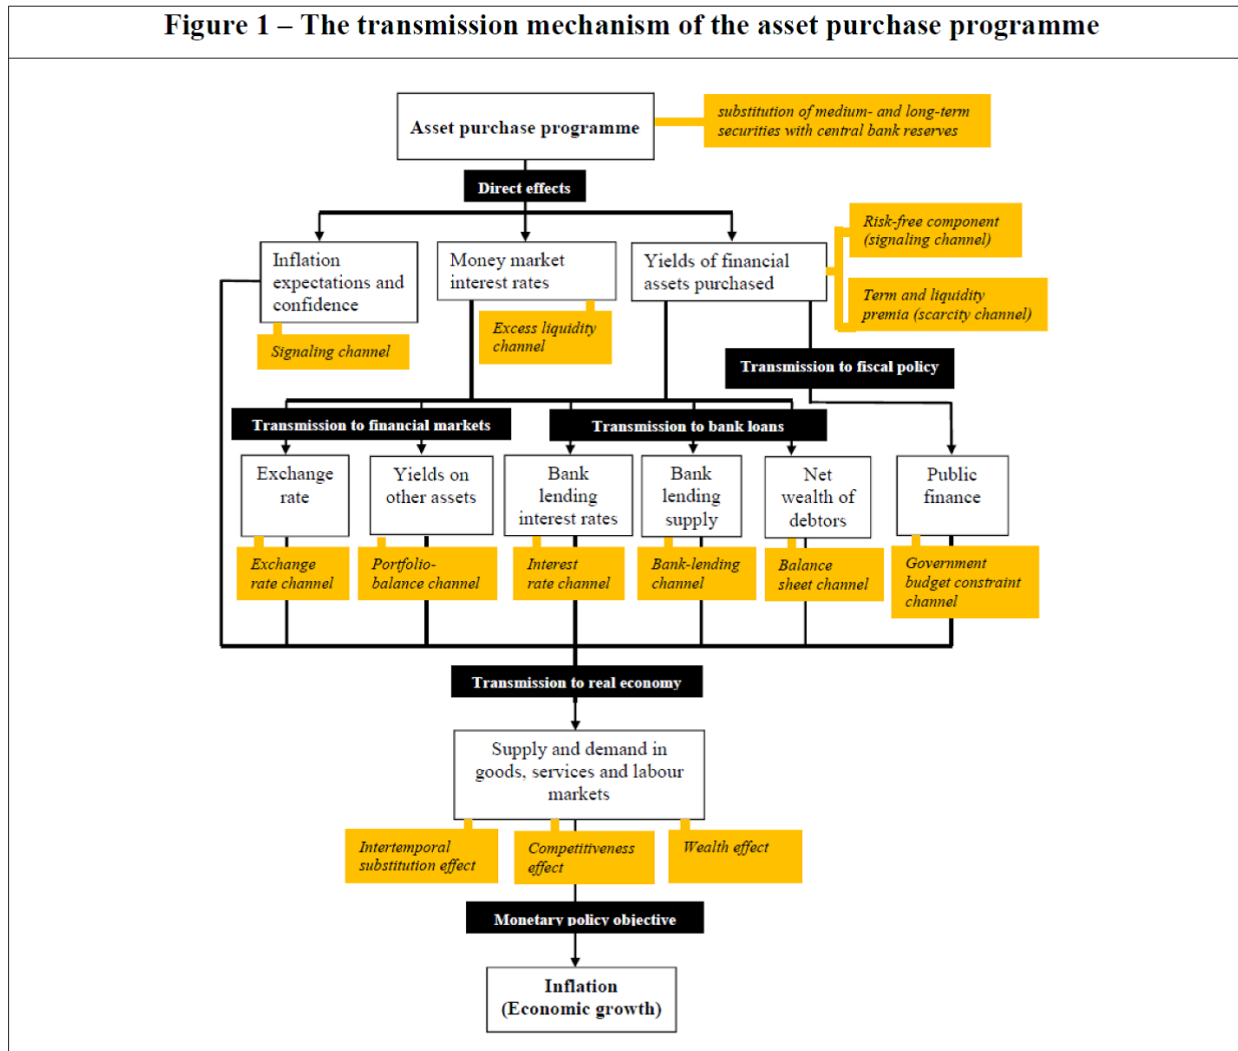 Figure 1 – The transmission mechanism of the asset purchase programme
Asset purchase programme
substitution of medium- and long-term
securities with central bank reserves
Direct effects
Inflation
expectations and
confidence
Money market
interest rates
Yields of financial
assets purchased
Risk-free component
(signaling channel)
Term and liquidity
premia (scarcity channel)
Signaling channel
Excess liquidity
channel
Transmission to fiscal policy
Transmission to financial markets
Transmission to bank loans
Exchange
rate
Yields on
other assets
Bank
lending
interest rates
Bank
lending
supply
Net
wealth of
debtors
Public
finance
Exchange
rate channel
Portfolio-
balance channel
Interest
rate channel
Bank-lending
channel
Balance
sheet channel
Government
budget constraint
channel
Transmission to real economy
Supply and demand in
goods, services and labour
markets
Intertemporal
substitution effect
Competitiveness
effect
Wealth effect
Monetary policy objective
Inflation
(Economic growth)